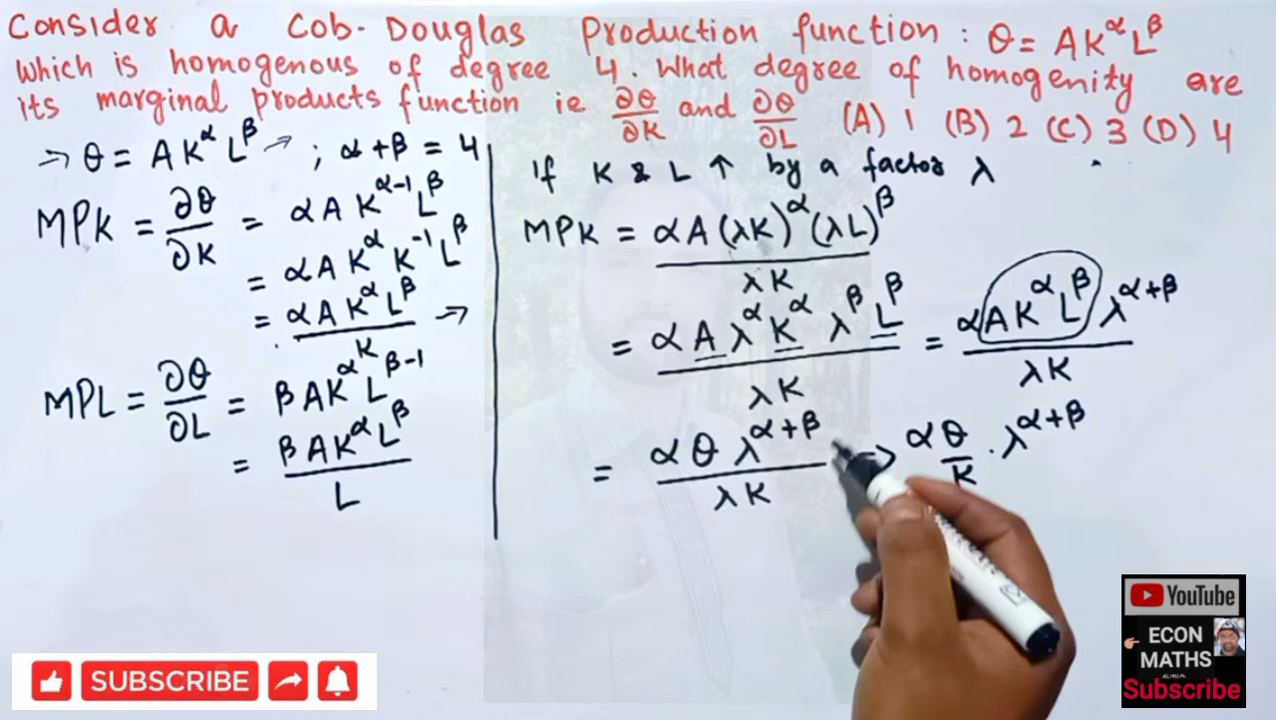 Consider a Cob-Douglas Production function : θ = AK^α L^β
Which is homogenous of degree 4. What degree of homogenity are
its marginal products function ie ∂θ/∂K and ∂θ/∂L (A) 1 (B) 2 (C) 3 (D) 4
→ θ = AK^α L^β → ; α+β = 4
MPK = ∂θ/∂K = αAK^(α-1) L^β
= αAK^α K^-1 L^β
= αAK^α L^β / K →
MPL = ∂θ/∂L = βAK^α L^(β-1)
= βAK^α L^β / L
If K & L ↑ by a factor λ
MPK = αA(λK)^α (λL)^β / λK
= αAλ^α K^α λ^β L^β / λK = αAK^α L^β λ^(α+β) / λK
= αθλ^(α+β) / λK → αθ/K · λ^(α+β)
SUBSCRIBE
YouTube
ECON
MATHS
Subscribe